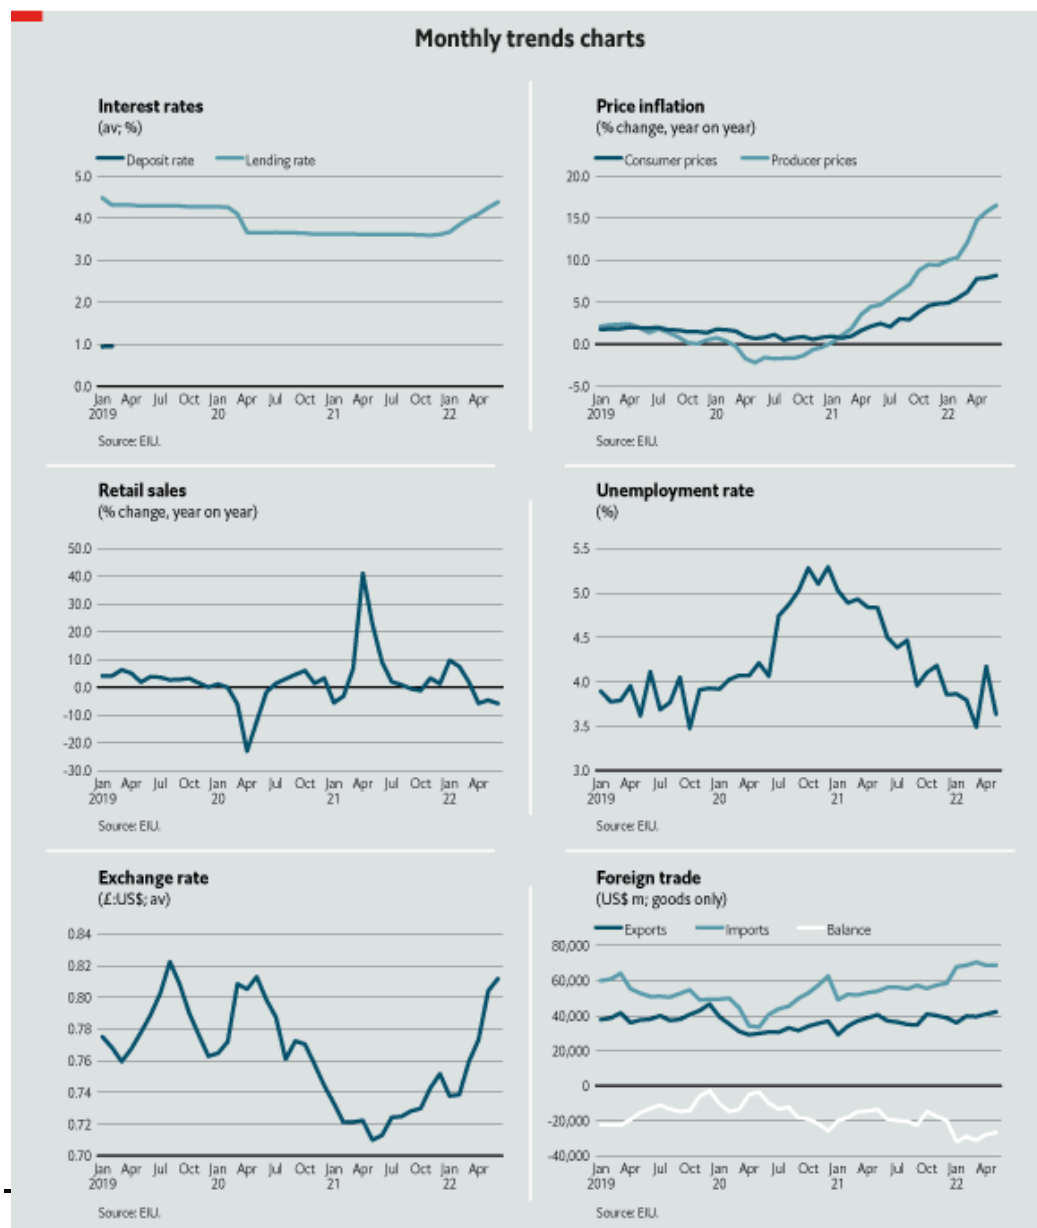 Monthly trends charts
Interest rates
(av; %)
Deposit rate Lending rate
5.0
4.0
3.0
2.0
1.0
0.0
Jan Apr Jul Oct Jan Apr Jul Oct Jan Apr Jul Oct Jan Apr
2019 20 21 22
Source: EIU.
Price inflation
(% change, year on year)
Consumer prices Producer prices
20.0
15.0
10.0
5.0
0.0
-5.0
Jan Apr Jul Oct Jan Apr Jul Oct Jan Apr Jul Oct Jan Apr
2019 20 21 22
Source: EIU.
Retail sales
(% change, year on year)
50.0
40.0
30.0
20.0
10.0
0.0
-10.0
-20.0
-30.0
Jan Apr Jul Oct Jan Apr Jul Oct Jan Apr Jul Oct Jan Apr
2019 20 21 22
Source: EIU.
Unemployment rate
(%)
5.5
5.0
4.5
4.0
3.5
3.0
Jan Apr Jul Oct Jan Apr Jul Oct Jan Apr Jul Oct Jan Apr
2019 20 21 22
Source: EIU.
Exchange rate
(£:US$; av)
0.84
0.82
0.80
0.78
0.76
0.74
0.72
0.70
Jan Apr Jul Oct Jan Apr Jul Oct Jan Apr Jul Oct Jan Apr
2019 20 21 22
Source: EIU.
Foreign trade
(US$ m; goods only)
Exports Imports Balance
80,000
60,000
40,000
20,000
0
-20,000
-40,000
Jan Apr Jul Oct Jan Apr Jul Oct Jan Apr Jul Oct Jan Apr
2019 20 21 22
Source: EIU.